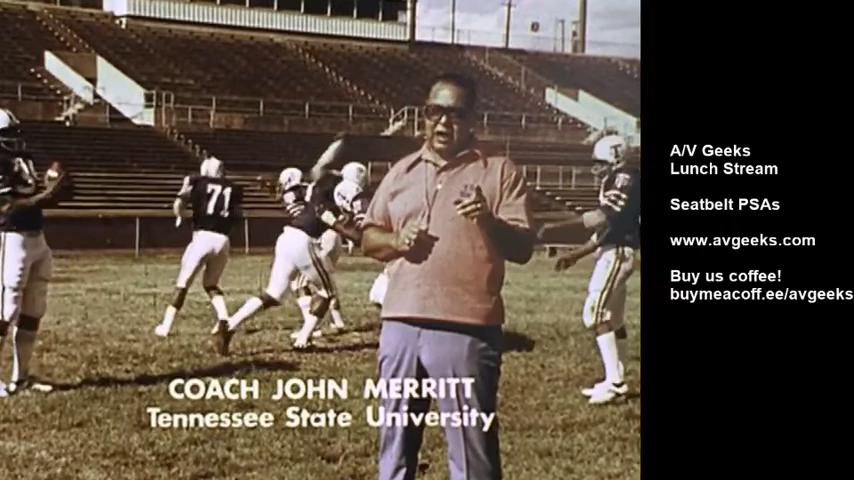 71
COACH JOHN MERRITT
Tennessee State University
A/V Geeks
Lunch Stream
Seatbelt PSAs
www.avgeeks.com
Buy us coffee!
buymeacoff.ee/avgeeks